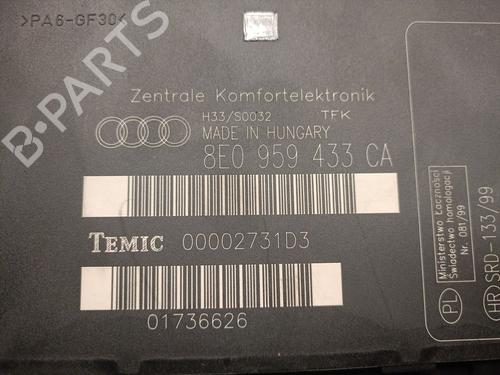 >PA6-GF30<
B-PARTS
Zentrale Komfortelektronik
H33/S0032 TFK
MADE IN HUNGARY
8E0 959 433 CA
TEMIC 00002731D3
01736626
Ministerstwo Łączności
Świadectwo homologacji
Nr. 081/99
PL
HR SRD-133/99